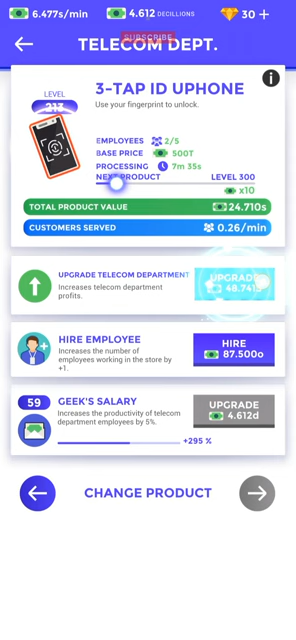 6.477s/min 4.612 DECILLIONS 30 +
SUBSCRIBE
TELECOM DEPT.
LEVEL
213
3-TAP ID UPHONE
Use your fingerprint to unlock.
EMPLOYEES 2/5
BASE PRICE 500T
PROCESSING 7m 35s
NEXT PRODUCT LEVEL 300
x10
TOTAL PRODUCT VALUE 24.710s
CUSTOMERS SERVED 0.26/min
UPGRADE TELECOM DEPARTMENT
Increases telecom department
profits.
UPGRADE
HIRE EMPLOYEE
Increases the number of
employees working in the store by
+1.
HIRE
87.500o
59
GEEK'S SALARY
Increases the productivity of telecom
department employees by 5%.
+295 %
UPGRADE
4.612d
CHANGE PRODUCT